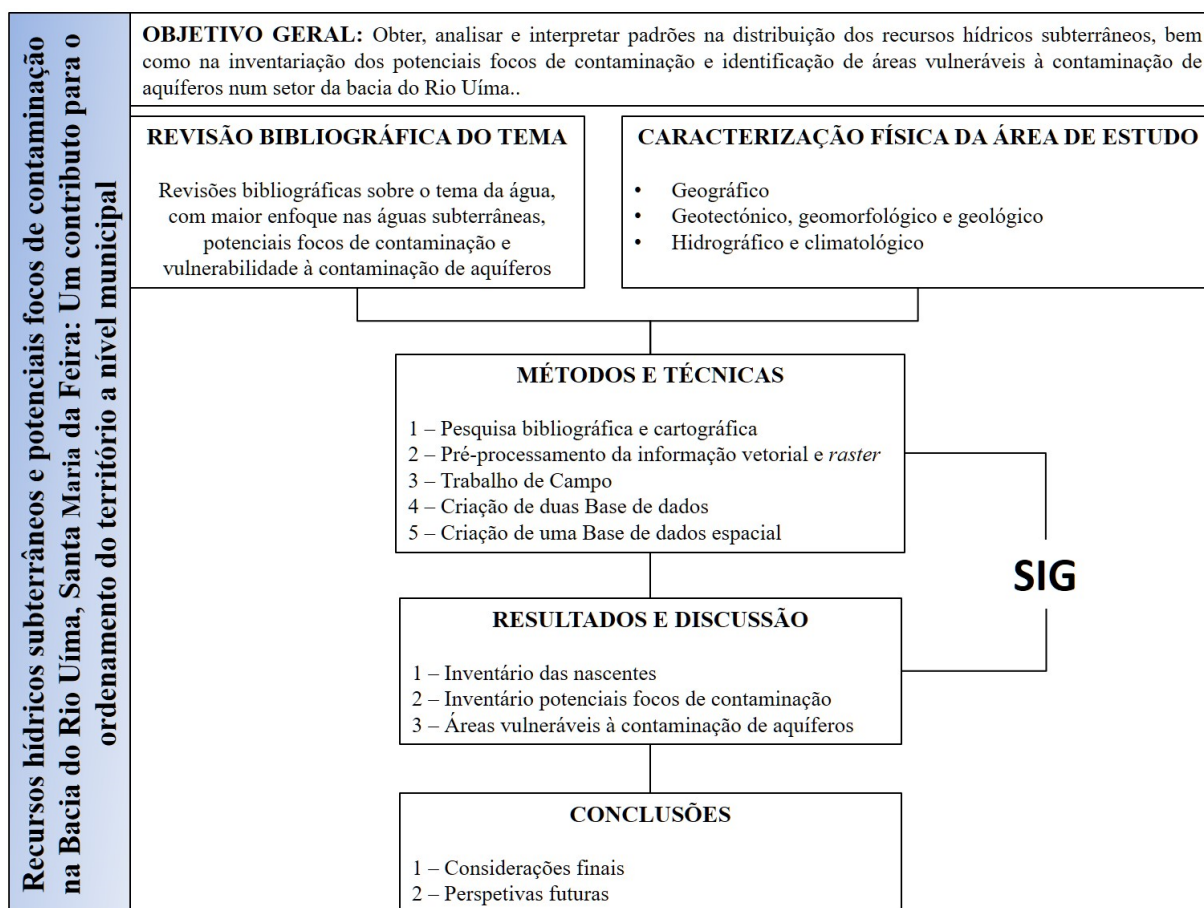 Recursos hídricos subterrâneos e potenciais focos de contaminação
na Bacia do Rio Uíma, Santa Maria da Feira: Um contributo para o
ordenamento do território a nível municipal
OBJETIVO GERAL: Obter, analisar e interpretar padrões na distribuição dos recursos hídricos subterrâneos, bem
como na inventariação dos potenciais focos de contaminação e identificação de áreas vulneráveis à contaminação de
aquíferos num setor da bacia do Rio Uíma..
REVISÃO BIBLIOGRÁFICA DO TEMA
Revisões bibliográficas sobre o tema da água,
com maior enfoque nas águas subterrâneas,
potenciais focos de contaminação e
vulnerabilidade à contaminação de aquíferos
CARACTERIZAÇÃO FÍSICA DA ÁREA DE ESTUDO
• Geográfico
• Geotectónico, geomorfológico e geológico
• Hidrográfico e climatológico
MÉTODOS E TÉCNICAS
1 – Pesquisa bibliográfica e cartográfica
2 – Pré-processamento da informação vetorial e raster
3 – Trabalho de Campo
4 – Criação de duas Base de dados
5 – Criação de uma Base de dados espacial
SIG
RESULTADOS E DISCUSSÃO
1 – Inventário das nascentes
2 – Inventário potenciais focos de contaminação
3 – Áreas vulneráveis à contaminação de aquíferos
CONCLUSÕES
1 – Considerações finais
2 – Perspetivas futuras